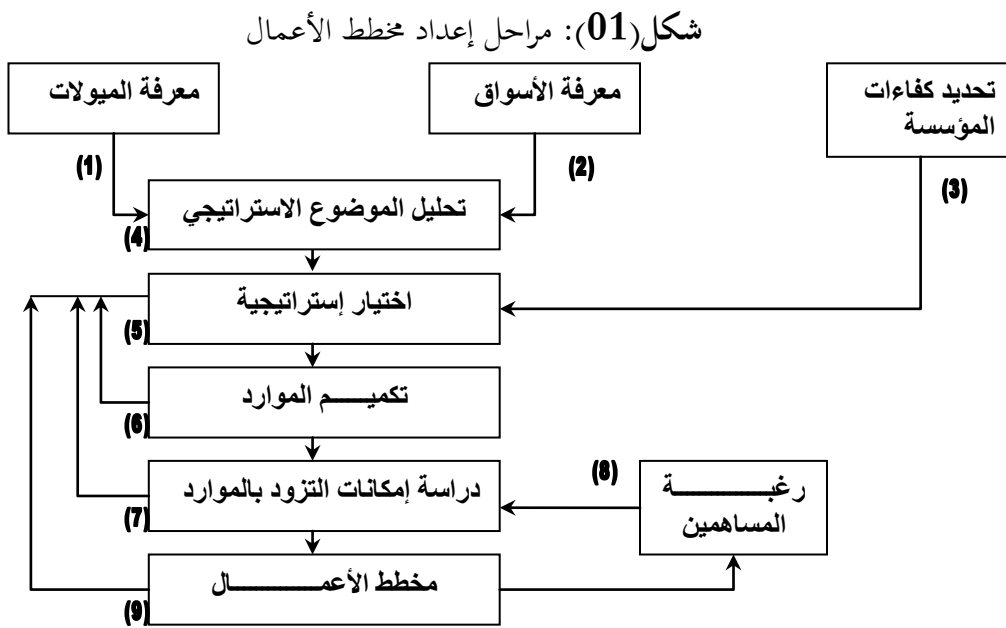 شكل(01): مراحل إعداد مخطط الأعمال
تحديد كفاءات
المؤسسة
معرفة الأسواق
معرفة الميولات
(3)
(2)
(1)
تحليل الموضوع الاستراتيجي
(4)
اختيار إستراتيجية
(5)
تكميـــــم الموارد
(6)
(8)
رغبـــــــــة
المساهمين
دراسة إمكانات التزود بالموارد
(7)
مخطط الأعمـــــــــال
(9)